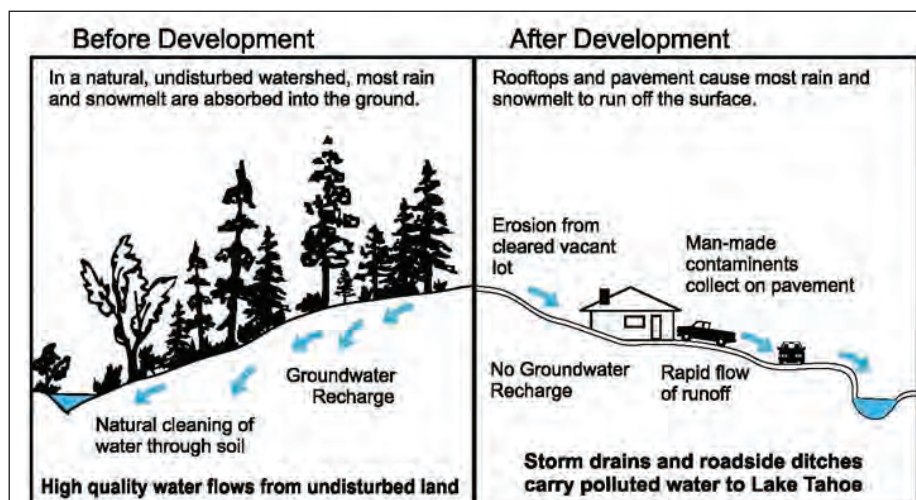 Before Development
In a natural, undisturbed watershed, most rain
and snowmelt are absorbed into the ground.
Groundwater
Recharge
Natural cleaning of
water through soil
High quality water flows from undisturbed land
After Development
Rooftops and pavement cause most rain and
snowmelt to run off the surface.
Erosion from
cleared vacant
lot
Man-made
contaminents
collect on pavement
No Groundwater
Recharge
Rapid flow
of runoff
Storm drains and roadside ditches
carry polluted water to Lake Tahoe